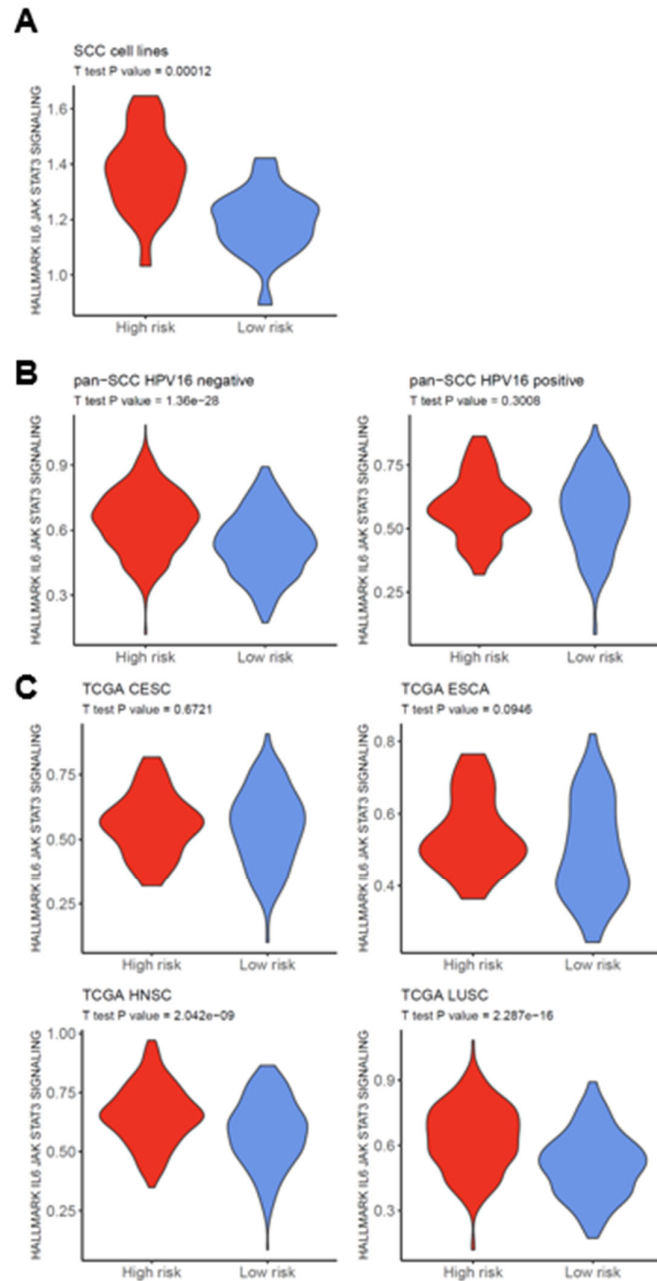 A
SCC cell lines
T test P value = 0.00012
HALLMARK IL6 JAK STAT3 SIGNALING
1.6
1.4
1.2
1.0
High risk
Low risk
B
pan-SCC HPV16 negative
T test P value = 1.36e-28
HALLMARK IL6 JAK STAT3 SIGNALING
0.9
0.6
0.3
High risk
Low risk
pan-SCC HPV16 positive
T test P value = 0.3008
HALLMARK IL6 JAK STAT3 SIGNALING
0.75
0.50
0.25
High risk
Low risk
C
TCGA CESC
T test P value = 0.6721
HALLMARK IL6 JAK STAT3 SIGNALING
0.75
0.50
0.25
High risk
Low risk
TCGA ESCA
T test P value = 0.0946
HALLMARK IL6 JAK STAT3 SIGNALING
0.8
0.6
0.4
High risk
Low risk
TCGA HNSC
T test P value = 2.042e-09
HALLMARK IL6 JAK STAT3 SIGNALING
1.00
0.75
0.50
0.25
High risk
Low risk
TCGA LUSC
T test P value = 2.287e-16
HALLMARK IL6 JAK STAT3 SIGNALING
0.9
0.6
0.3
High risk
Low risk